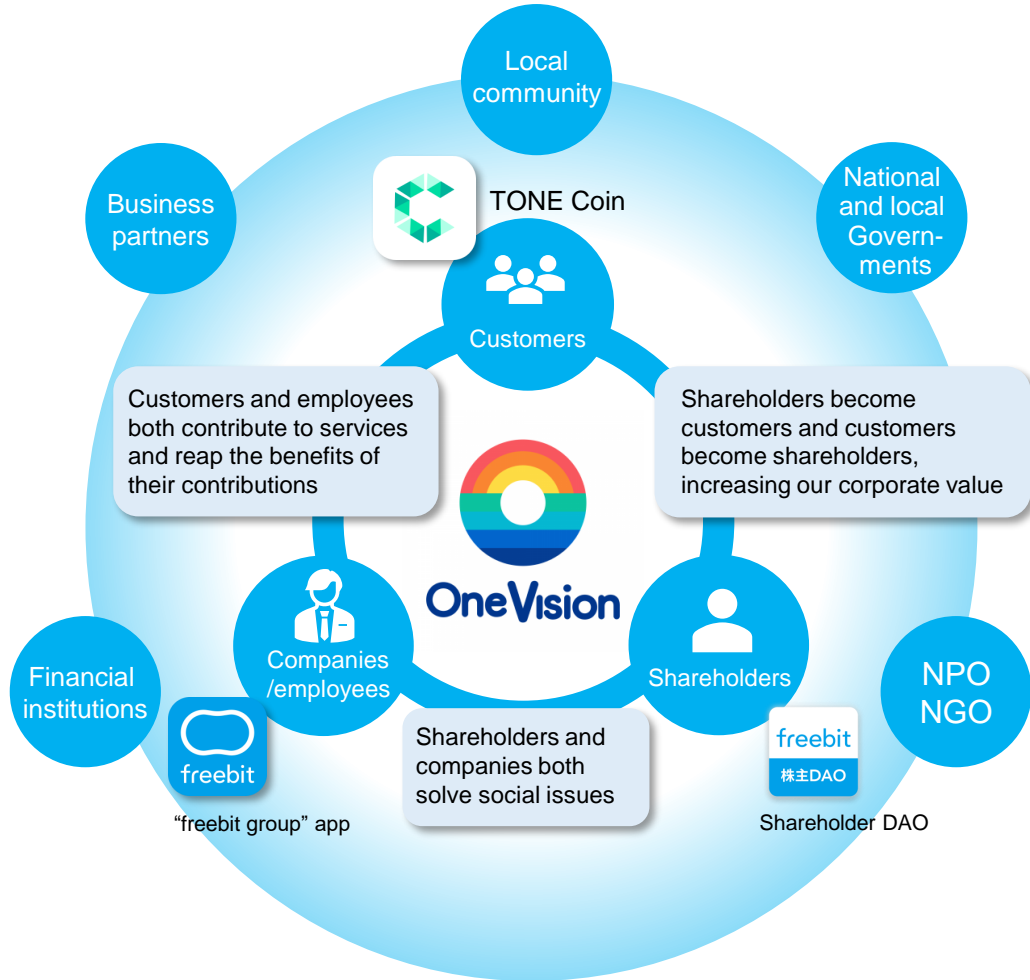 Local
community
Business
partners
National
and local
Govern-
ments
TONE Coin
Customers
Customers and employees
both contribute to services
and reap the benefits of
their contributions
Shareholders become
customers and customers
become shareholders,
increasing our corporate value
OneVision
Companies
/employees
Shareholders
Financial
institutions
NPO
NGO
freebit
“freebit group” app
Shareholders and
companies both
solve social issues
freebit
株主DAO
Shareholder DAO